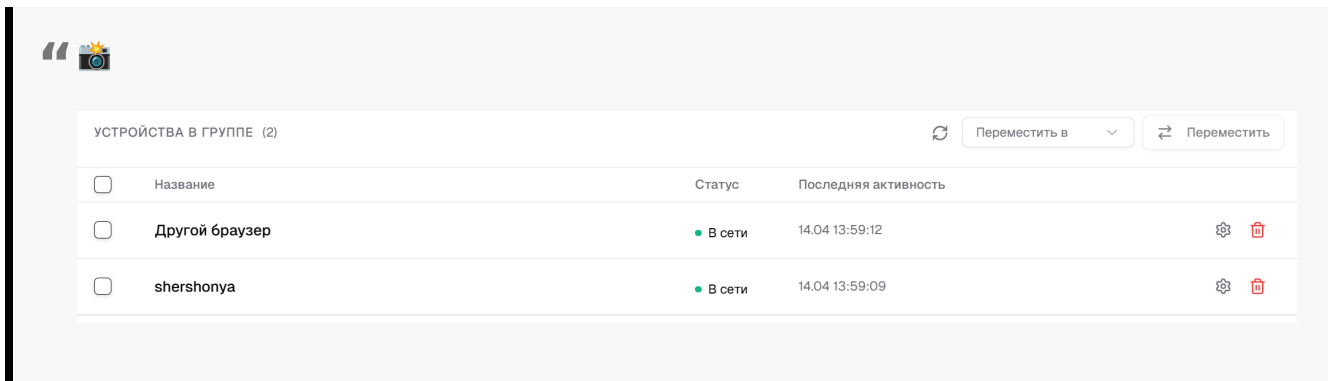 “ 📸
УСТРОЙСТВА В ГРУППЕ (2) Переместить в Переместить
Название Статус Последняя активность
Другой браузер В сети 14.04 13:59:12
shershonya В сети 14.04 13:59:09